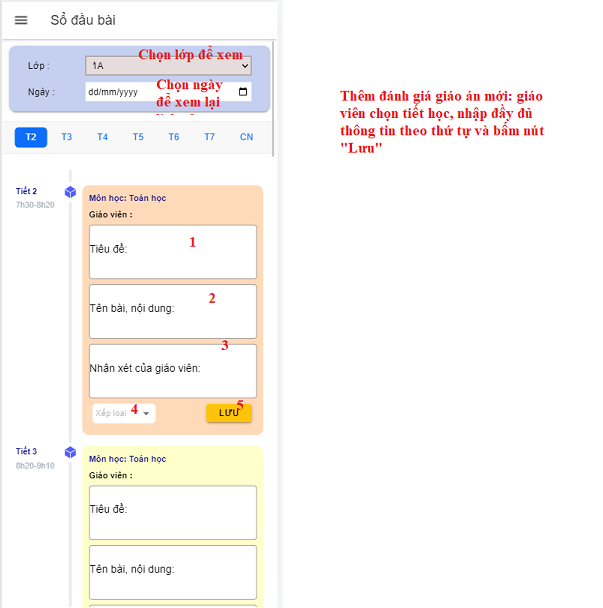 Sổ đầu bài
Lớp :
1A
Chọn lớp để xem
Ngày :
dd/mm/yyyy
Chọn ngày
để xem lại
T2 T3 T4 T5 T6 T7 CN
Thêm đánh giá giáo án mới: giáo
viên chọn tiết học, nhập đầy đủ
thông tin theo thứ tự và bấm nút
"Lưu"
Tiết 2
7h30-8h20
Môn học: Toán học
Giáo viên :
Tiêu đề:
1
Tên bài, nội dung:
2
Nhận xét của giáo viên:
3
Xếp loại
4
LƯU
5
Tiết 3
8h20-9h10
Môn học: Toán học
Giáo viên :
Tiêu đề:
Tên bài, nội dung: